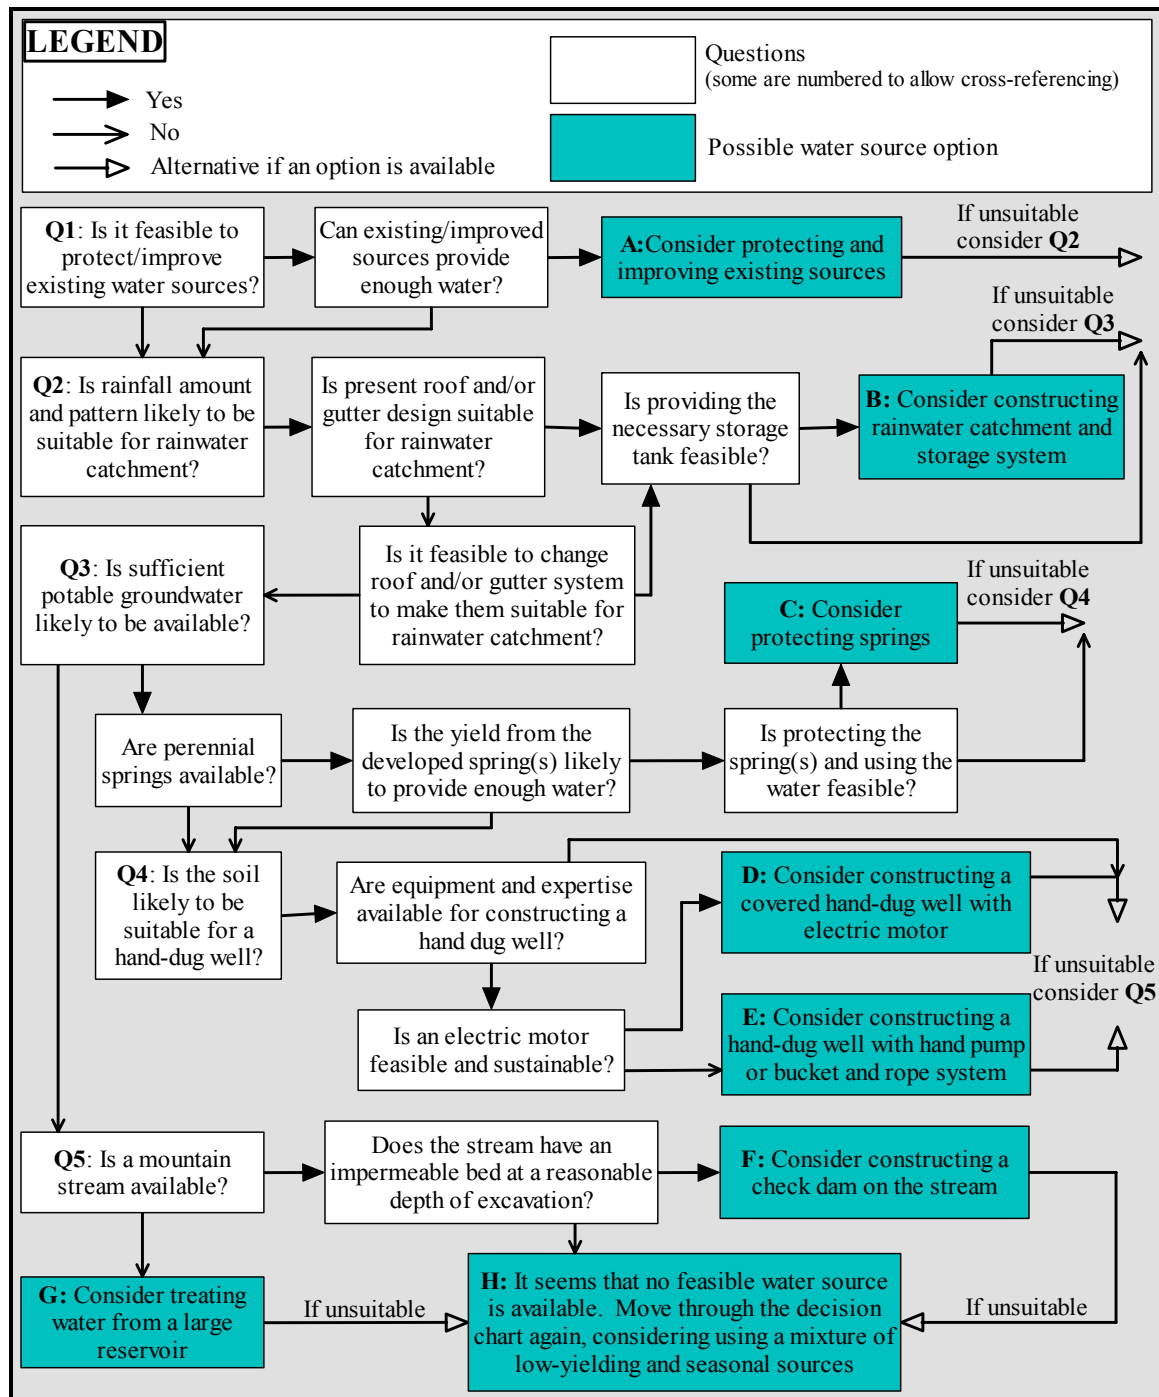 LEGEND
Yes
No
Alternative if an option is available
Questions
(some are numbered to allow cross-referencing)
Possible water source option
Q1: Is it feasible to
protect/improve
existing water sources?
Can existing/improved
sources provide
enough water?
A:Consider protecting and
improving existing sources
If unsuitable
consider Q2
If unsuitable
consider Q3
Q2: Is rainfall amount
and pattern likely to be
suitable for rainwater
catchment?
Is present roof and/or
gutter design suitable
for rainwater
catchment?
Is providing the
necessary storage
tank feasible?
B: Consider constructing
rainwater catchment and
storage system
Q3: Is sufficient
potable groundwater
likely to be available?
Is it feasible to change
roof and/or gutter system
to make them suitable for
rainwater catchment?
If unsuitable
consider Q4
C: Consider
protecting springs
Are perennial
springs available?
Is the yield from the
developed spring(s) likely
to provide enough water?
Is protecting the
spring(s) and using the
water feasible?
Q4: Is the soil
likely to be
suitable for a
hand-dug well?
Are equipment and expertise
available for constructing a
hand dug well?
D: Consider constructing a
covered hand-dug well with
electric motor
If unsuitable
consider Q5
Is an electric motor
feasible and sustainable?
E: Consider constructing a
hand-dug well with hand pump
or bucket and rope system
Q5: Is a mountain
stream available?
Does the stream have an
impermeable bed at a reasonable
depth of excavation?
F: Consider constructing a
check dam on the stream
G: Consider treating
water from a large
reservoir
If unsuitable
H: It seems that no feasible water source
is available. Move through the decision
chart again, considering using a mixture of
low-yielding and seasonal sources
If unsuitable